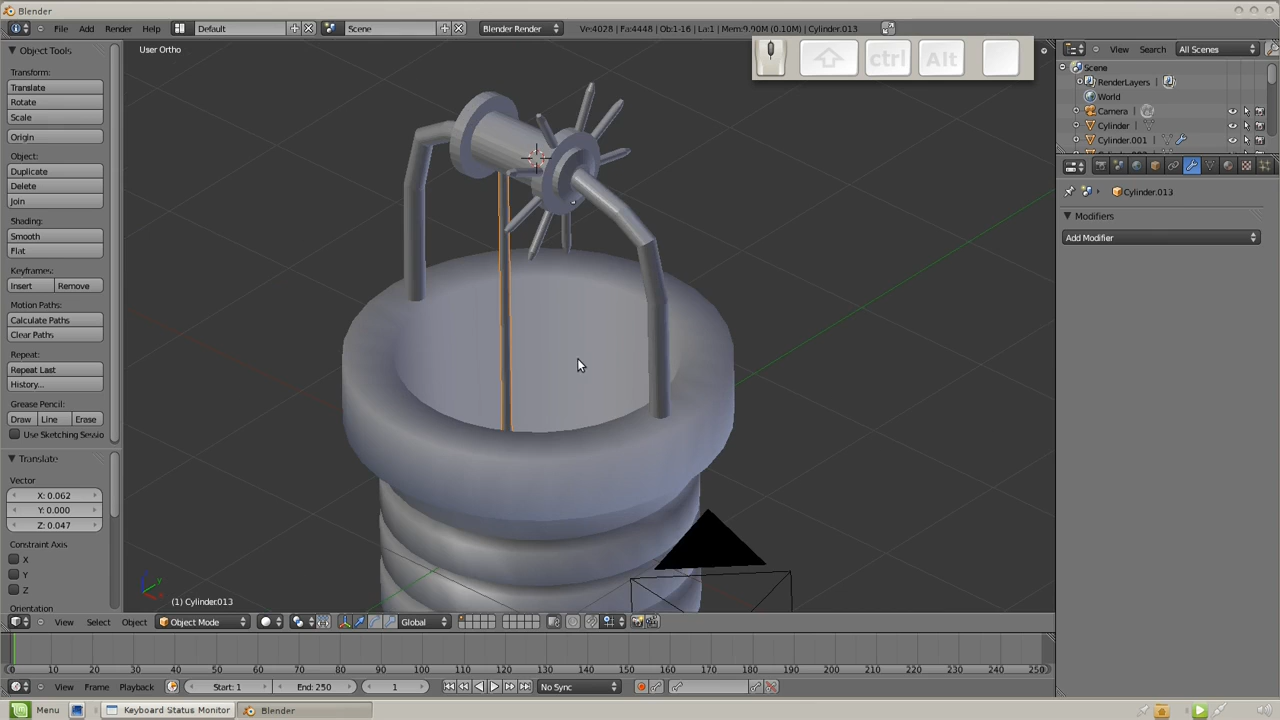 Blender
File Add Render Help Default Scene Blender Render Ve:4028 | Fa:4448 | Ob:1-16 | La:1 | Mem:9.90M (0.10M) | Cylinder.013
Object Tools
User Ortho
ctrl Alt
View Search All Scenes
Scene
RenderLayers
World
Camera
Cylinder
Cylinder.001
Transform:
Translate
Rotate
Scale
Origin
Object:
Duplicate
Delete
Join
Shading:
Smooth
Flat
Keyframes:
Insert Remove
Motion Paths:
Calculate Paths
Clear Paths
Repeat:
Repeat Last
History...
Grease Pencil:
Draw Line Erase
Use Sketching Sessio
Translate
Vector
X: 0.062
Y: 0.000
Z: 0.047
Constraint Axis
X
Y
Z
Orientation
Cylinder.013
Modifiers
Add Modifier
(1) Cylinder.013
View Select Object Object Mode Global
0 10 20 30 40 50 60 70 80 90 100 110 120 130 140 150 160 170 180 190 200 210 220 230 240 250
View Frame Playback Start: 1 End: 250 1 No Sync
Menu Keyboard Status Monitor Blender